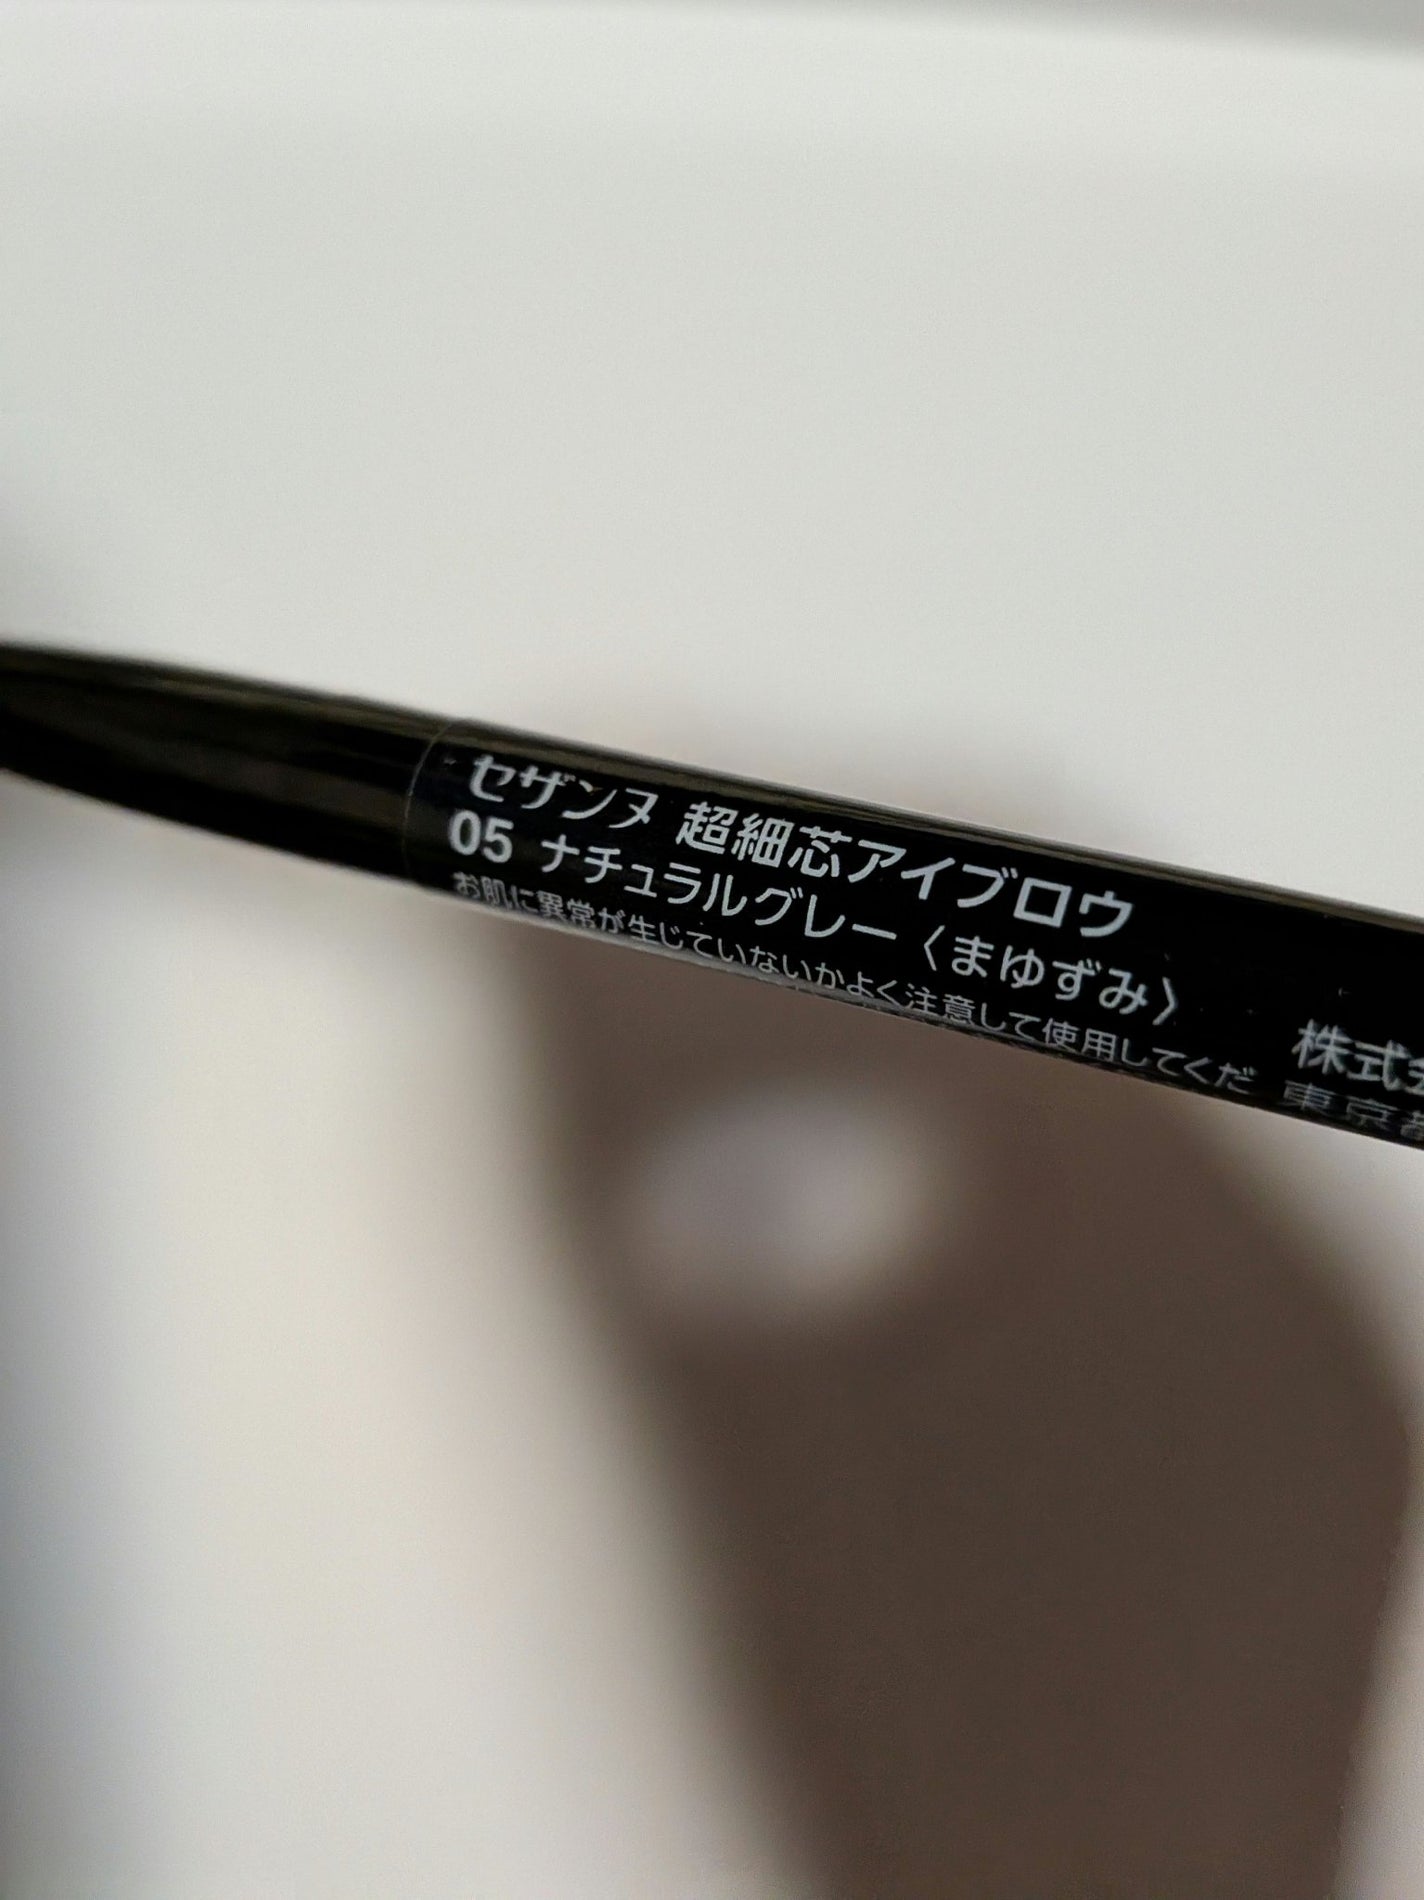 セザンヌ 超細芯アイブロウ
05 ナチュラルグレー〈まゆずみ〉
お肌に異常が生じていないかよく注意して使用してくだ
株式会
東京都